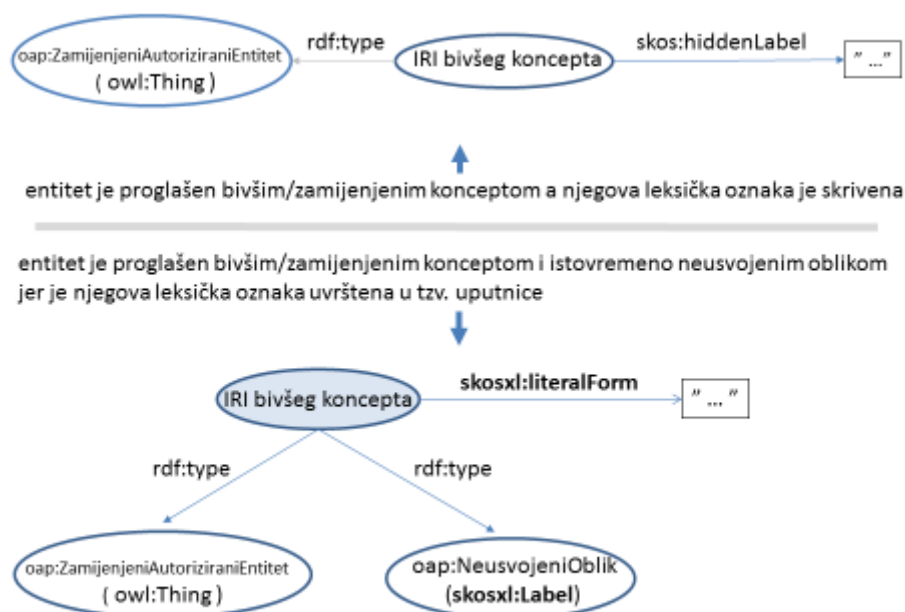 rdf:type
skos:hiddenLabel
oap:ZamijenjeniAutoriziraniEntitet
( owl:Thing )
IRI bivšeg koncepta
" ..."
entitet je proglašen bivšim/zamijenjenim konceptom a njegova leksička oznaka je skrivena
entitet je proglašen bivšim/zamijenjenim konceptom i istovremeno neusvojenim oblikom
jer je njegova leksička oznaka uvrštena u tzv. uputnice
skosxl:literalForm
IRI bivšeg koncepta
" ... "
rdf:type
rdf:type
oap:ZamijenjeniAutoriziraniEntitet
( owl:Thing )
oap:NeusvojeniOblik
(skosxl:Label)